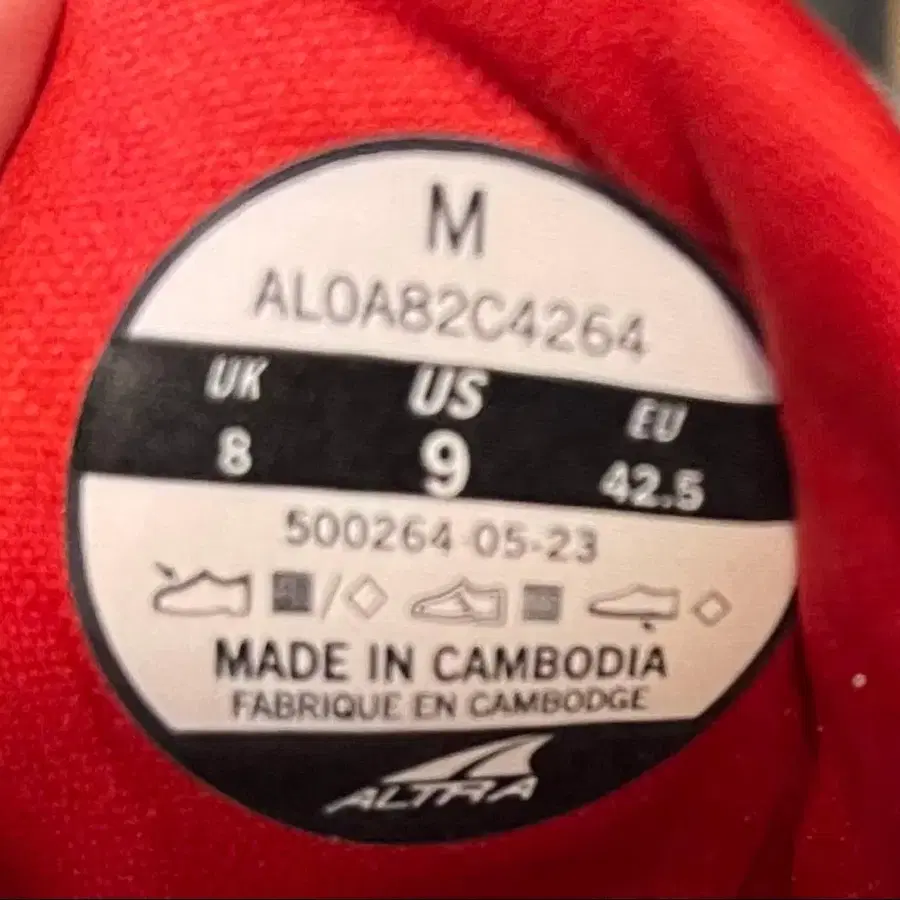 M
AL0A82C4264
UK US EU
8 9 42.5
500264 05-23
MADE IN CAMBODIA
FABRIQUE EN CAMBODGE
ALTRA